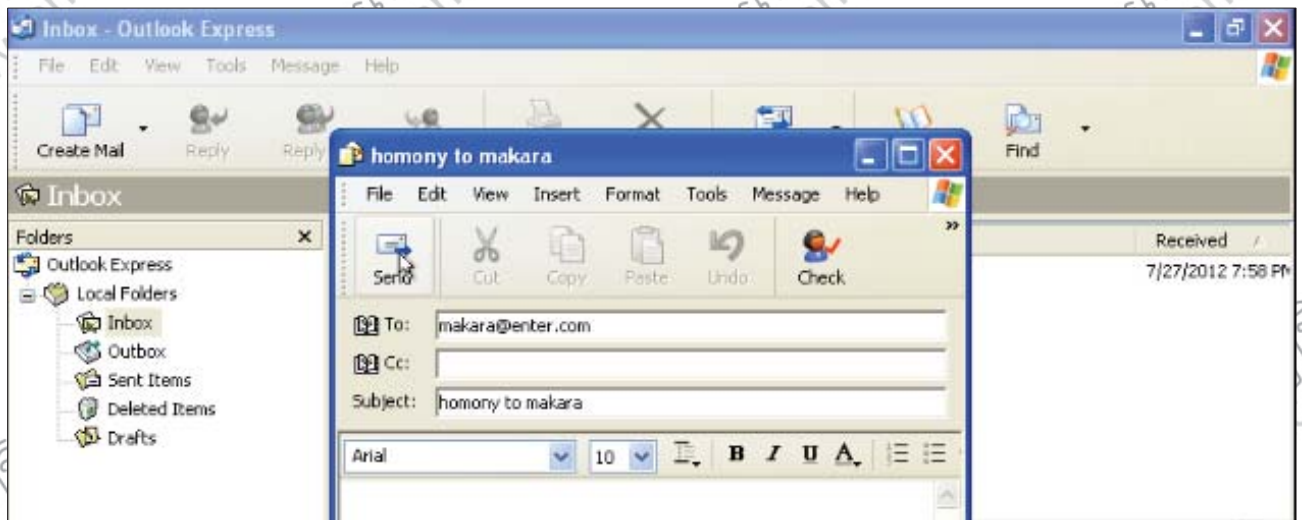 Inbox - Outlook Express
File Edit View Tools Message Help
Create Mail Reply Reply Find
Inbox
Folders
Outlook Express
Local Folders
Inbox
Outbox
Sent Items
Deleted Items
Drafts
Received
7/27/2012 7:58 PM
homony to makara
File Edit View Insert Format Tools Message Help
Send Cut Copy Paste Undo Check
To: makara@enter.com
Cc:
Subject: homony to makara
Arial 10 B I U A